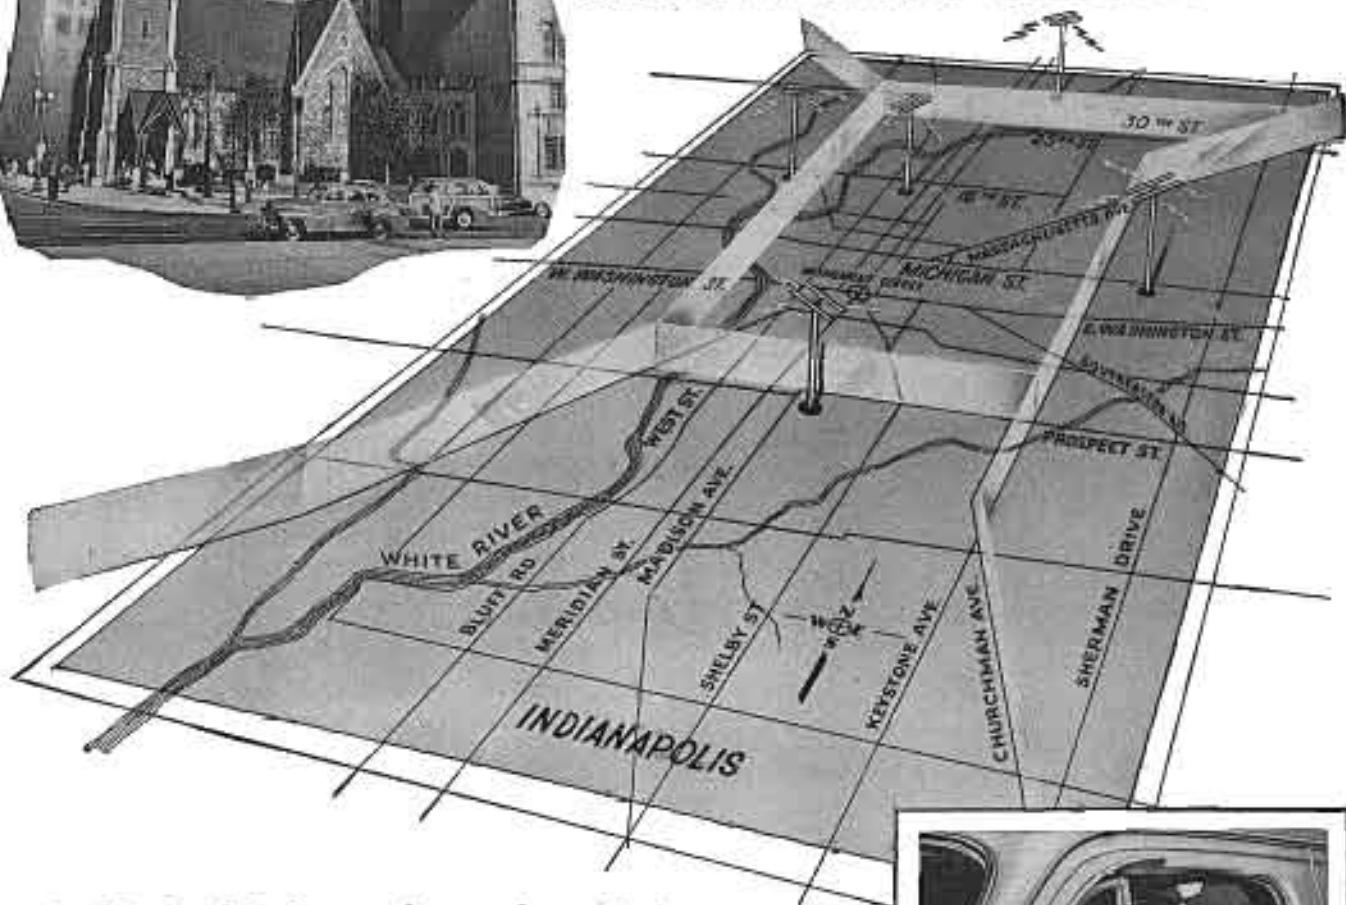 30TH ST.
25TH ST.
16TH ST.
MASSACHUSETTS AVE.
MICHIGAN ST.
W. WASHINGTON ST.
E. WASHINGTON ST.
PROSPECT ST.
WEST ST.
WHITE RIVER
MADISON AVE.
BLUFF RD
MERIDIAN ST.
SHELBY ST
N
W E
S
KEYSTONE AVE
CHURCHMAN AVE.
SHERMAN DRIVE
INDIANAPOLIS